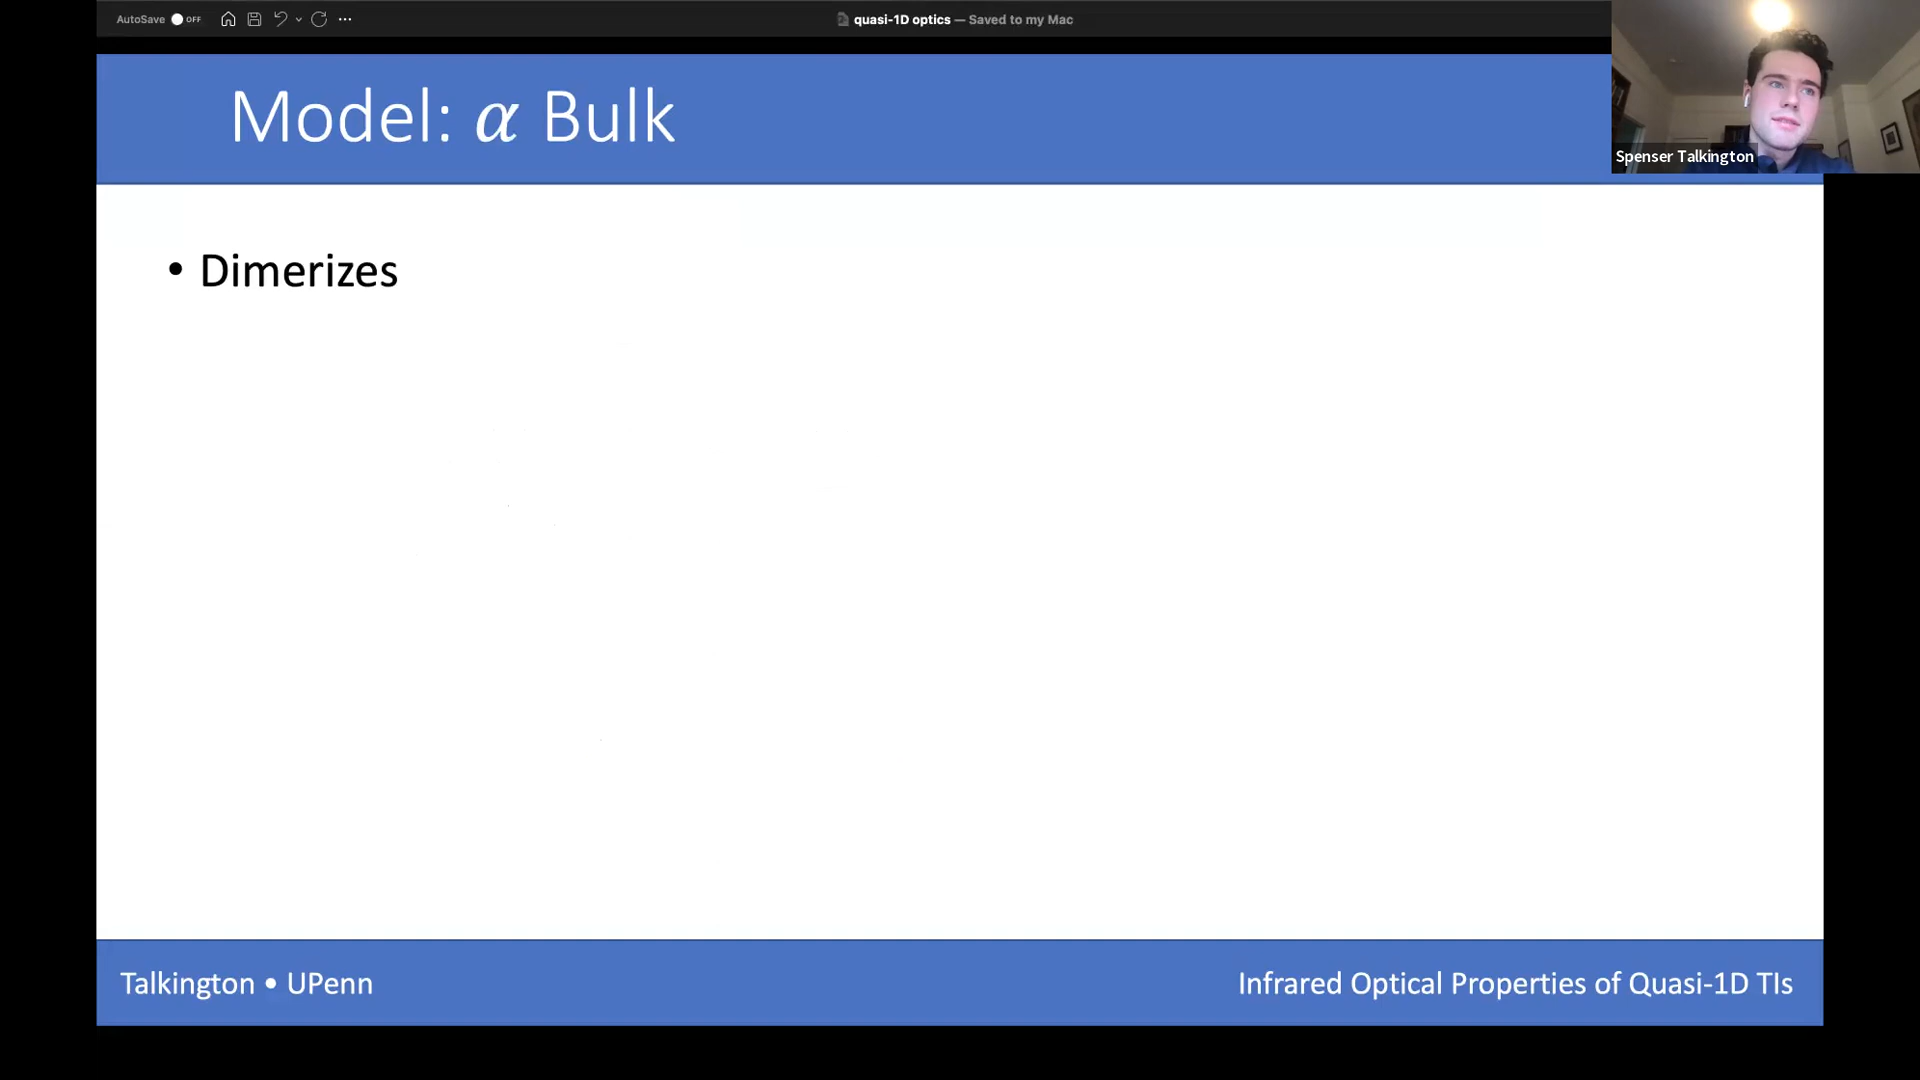 AutoSave OFF
quasi-1D optics — Saved to my Mac
Model: α Bulk
Spenser Talkington
• Dimerizes
Talkington • UPenn
Infrared Optical Properties of Quasi-1D TIs